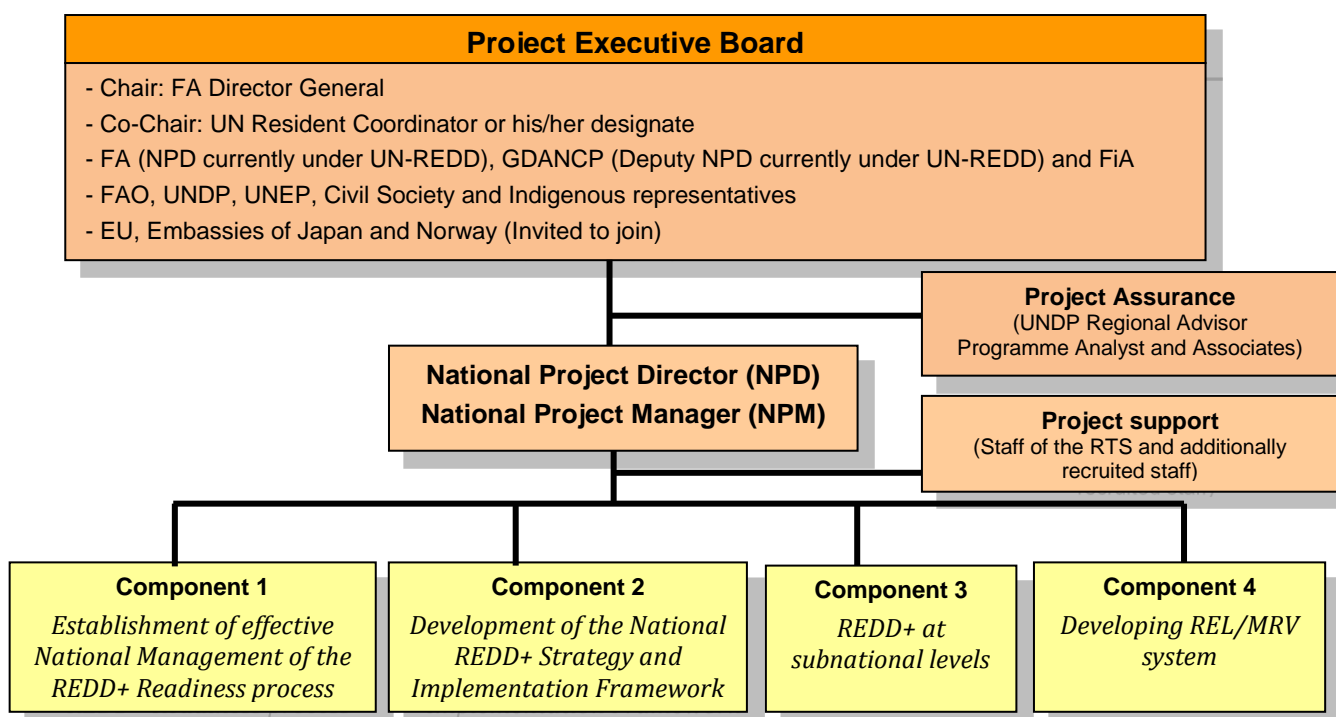 Project Executive Board
- Chair: FA Director General
- Co-Chair: UN Resident Coordinator or his/her designate
- FA (NPD currently under UN-REDD), GDANCP (Deputy NPD currently under UN-REDD) and FiA
- FAO, UNDP, UNEP, Civil Society and Indigenous representatives
- EU, Embassies of Japan and Norway (Invited to join)
Project Assurance
(UNDP Regional Advisor
Programme Analyst and Associates)
National Project Director (NPD)
National Project Manager (NPM)
Project support
(Staff of the RTS and additionally
recruited staff)
Component 1
Establishment of effective
National Management of the
REDD+ Readiness process
Component 2
Development of the National
REDD+ Strategy and
Implementation Framework
Component 3
REDD+ at
subnational levels
Component 4
Developing REL/MRV
system